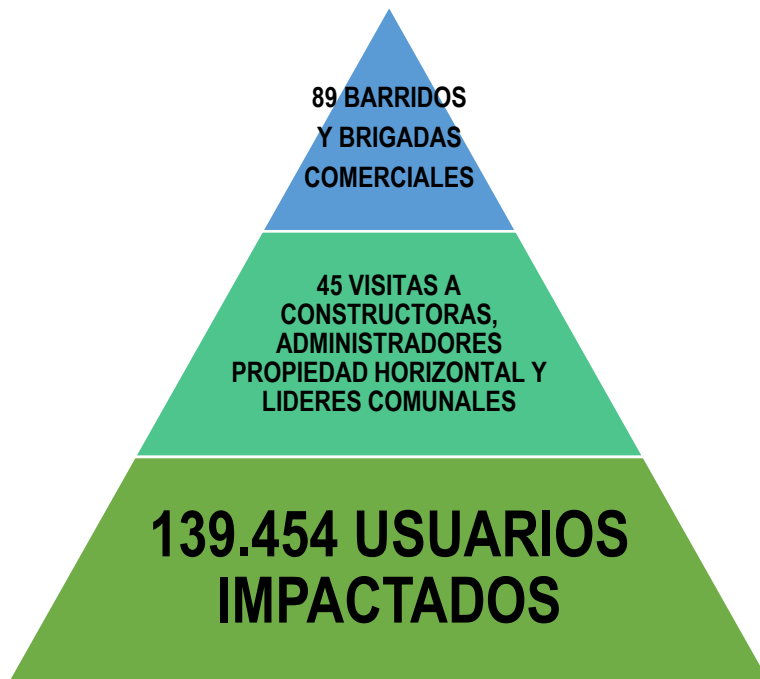 89 BARRIDOS
Y BRIGADAS
COMERCIALES
45 VISITAS A
CONSTRUCTORAS,
ADMINISTRADORES
PROPIEDAD HORIZONTAL Y
LIDERES COMUNALES
139.454 USUARIOS
IMPACTADOS